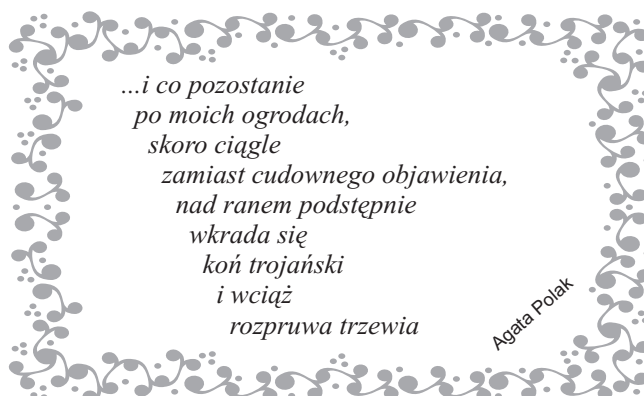 ...i co pozostanie
po moich ogrodach,
skoro ciągle
zamiast cudownego objawienia,
nad ranem podstępnie
wkrada się
koń trojański
i wciąż
rozpruwa trzewia
Agata Polak